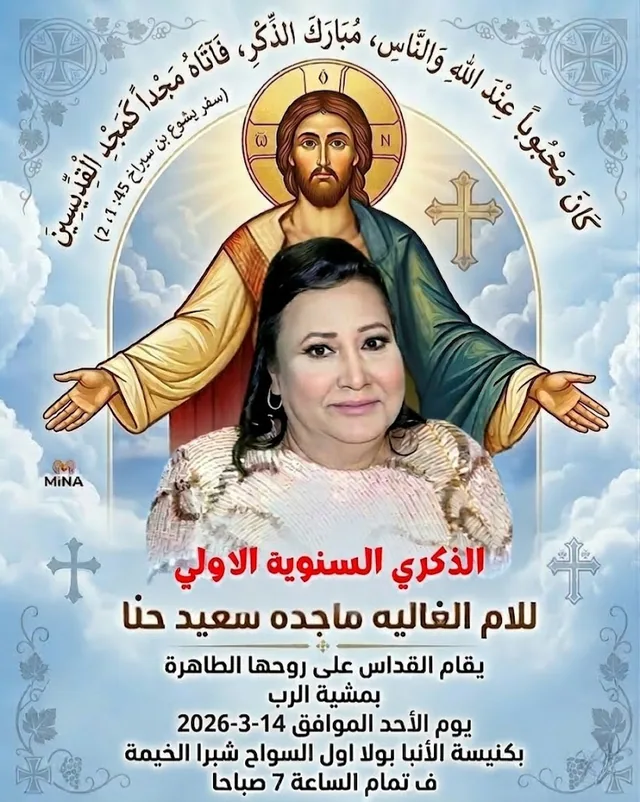 كَانَ مَحْبُوباً عِنْدَ اللهِ وَالنَّاسِ، مُبَارَكَ الذِّكْرِ، فَآتَاهُ مَجْداً كَمَجْدِ الْقِدِّيسِينَ
(سفر يشوع بن سيراخ 45: 1، 2)
ⲱ N
MiNA
الذكري السنوية الاولي
للام الغاليه ماجده سعيد حنا
يقام القداس على روحها الطاهرة
بمشية الرب
يوم الأحد الموافق 14-3-2026
بكنيسة الأنبا بولا اول السواح شبرا الخيمة
ف تمام الساعة 7 صباحا